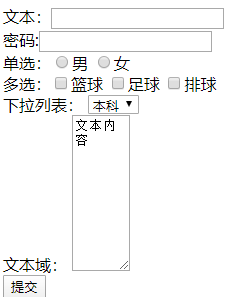 文本：
密码:
单选： 男 女
多选： 篮球 足球 排球
下拉列表： 本科
文本内
容
文本域：
提交